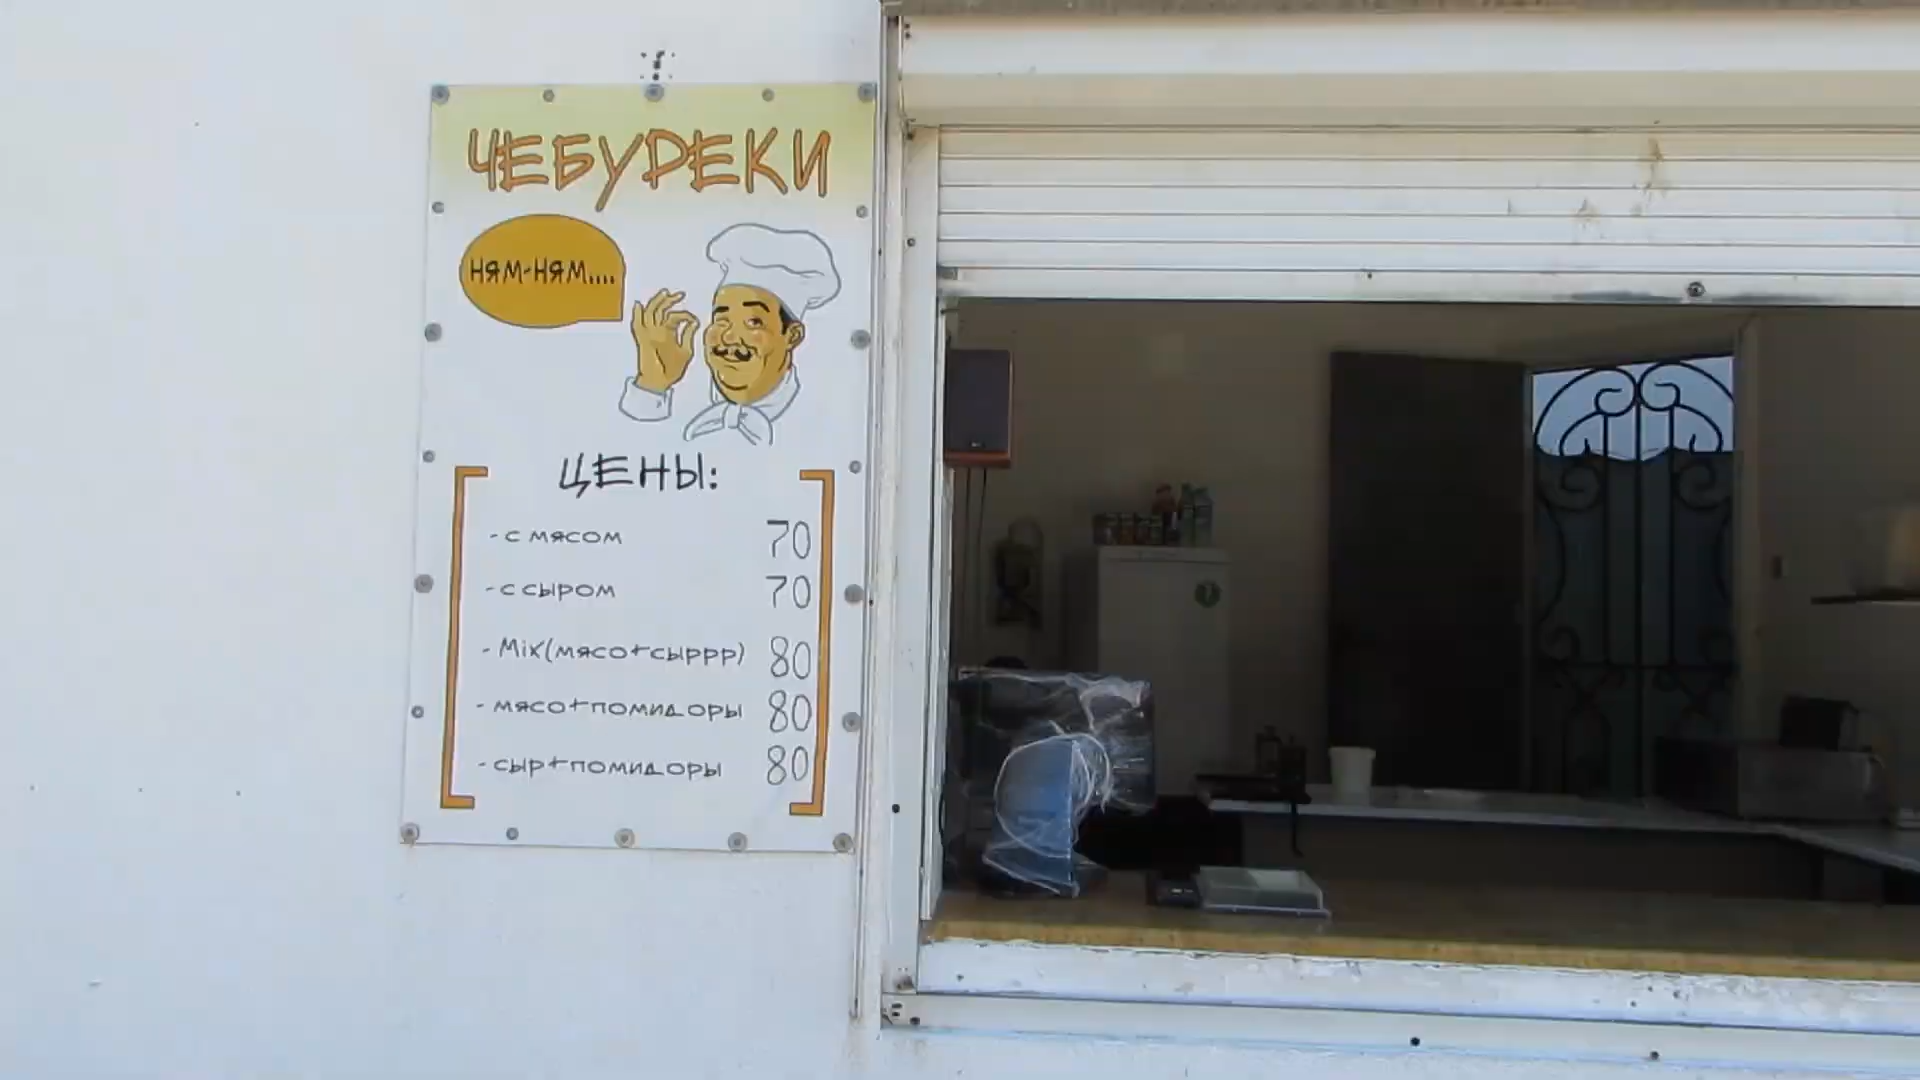 ЧЕБУРЕКИ
НЯМ-НЯМ....
ЦЕНЫ:
- с мясом 70
- с сыром 70
- Mix(мясо+сыррр) 80
- мясо+помидоры 80
- сыр+помидоры 80